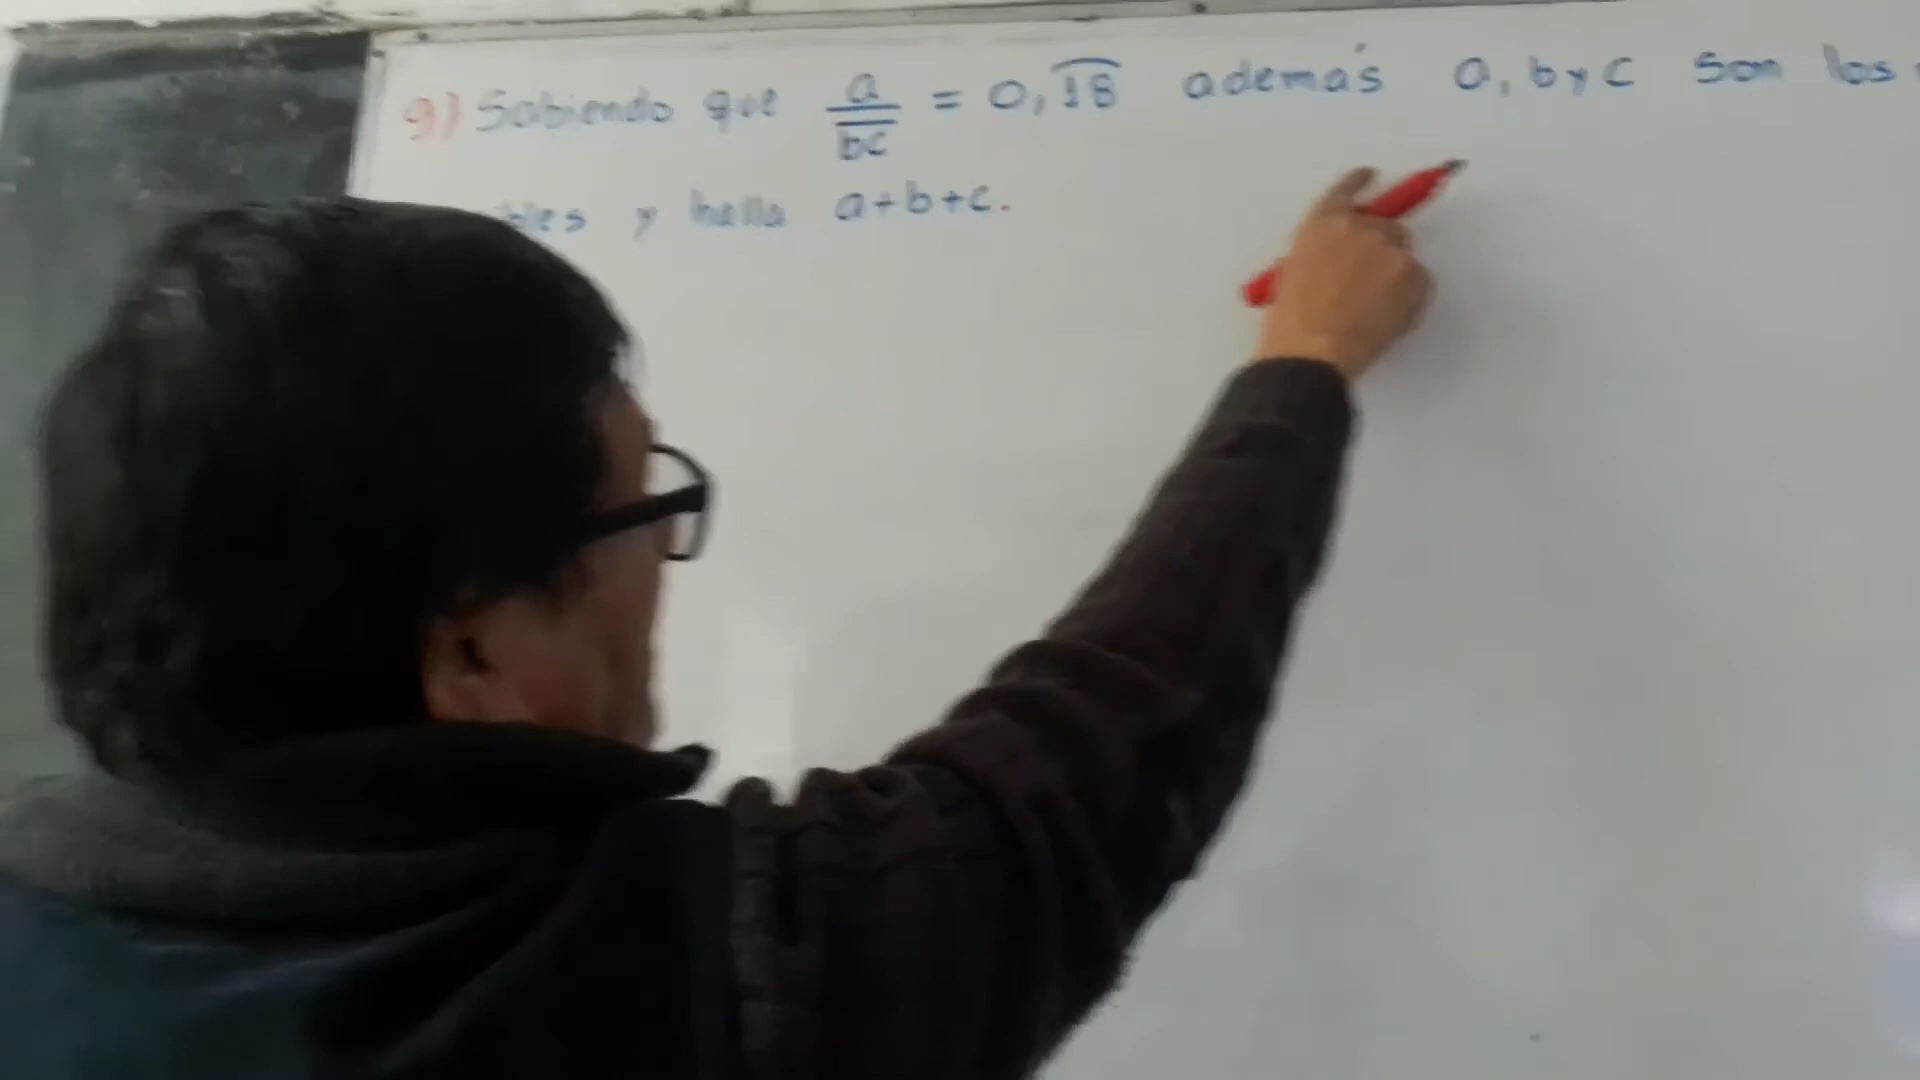 9) Sabiendo que a/bc = 0,18 además a, b y c son los
y halla a+b+c.